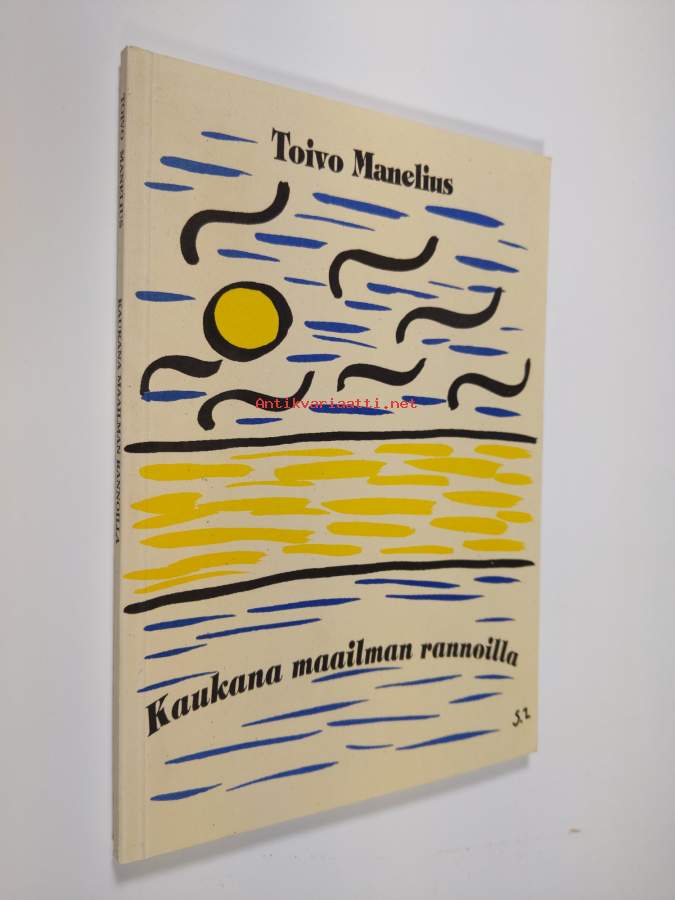 Toivo Manelius
Antikvariaatti.net
Kaukana maailman rannoilla
S.Z
TOIVO MANELIUS KAUKANA MAAILMAN RANNOILLA